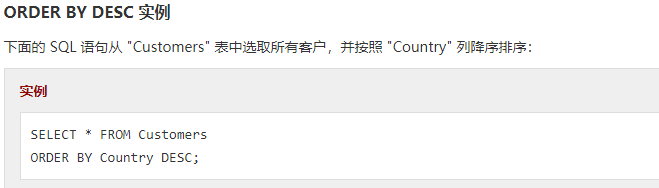 ORDER BY DESC 实例
下面的 SQL 语句从 "Customers" 表中选取所有客户，并按照 "Country" 列降序排序：
实例
SELECT * FROM Customers
ORDER BY Country DESC;